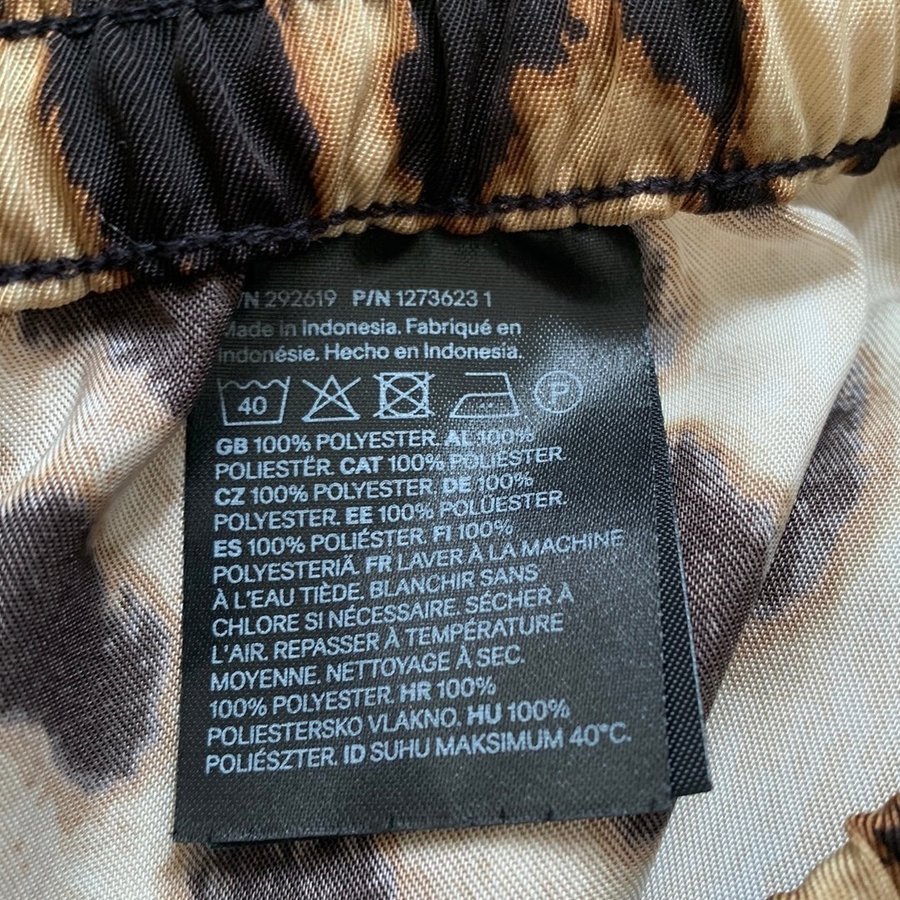 /N 292619 P/N 1273623 1
Made in Indonesia. Fabriqué en
Indonésie. Hecho en Indonesia.
40 P
GB 100% POLYESTER. AL 100%
POLIESTËR. CAT 100% POLIÈSTER.
CZ 100% POLYESTER. DE 100%
POLYESTER. EE 100% POLÜESTER.
ES 100% POLIÉSTER. FI 100%
POLYESTERIÄ. FR LAVER À LA MACHINE
À L'EAU TIÈDE. BLANCHIR SANS
CHLORE SI NÉCESSAIRE. SÉCHER À
L'AIR. REPASSER À TEMPÉRATURE
MOYENNE. NETTOYAGE À SEC.
100% POLYESTER. HR 100%
POLIESTERSKO VLAKNO. HU 100%
POLIÉSZTER. ID SUHU MAKSIMUM 40°C.